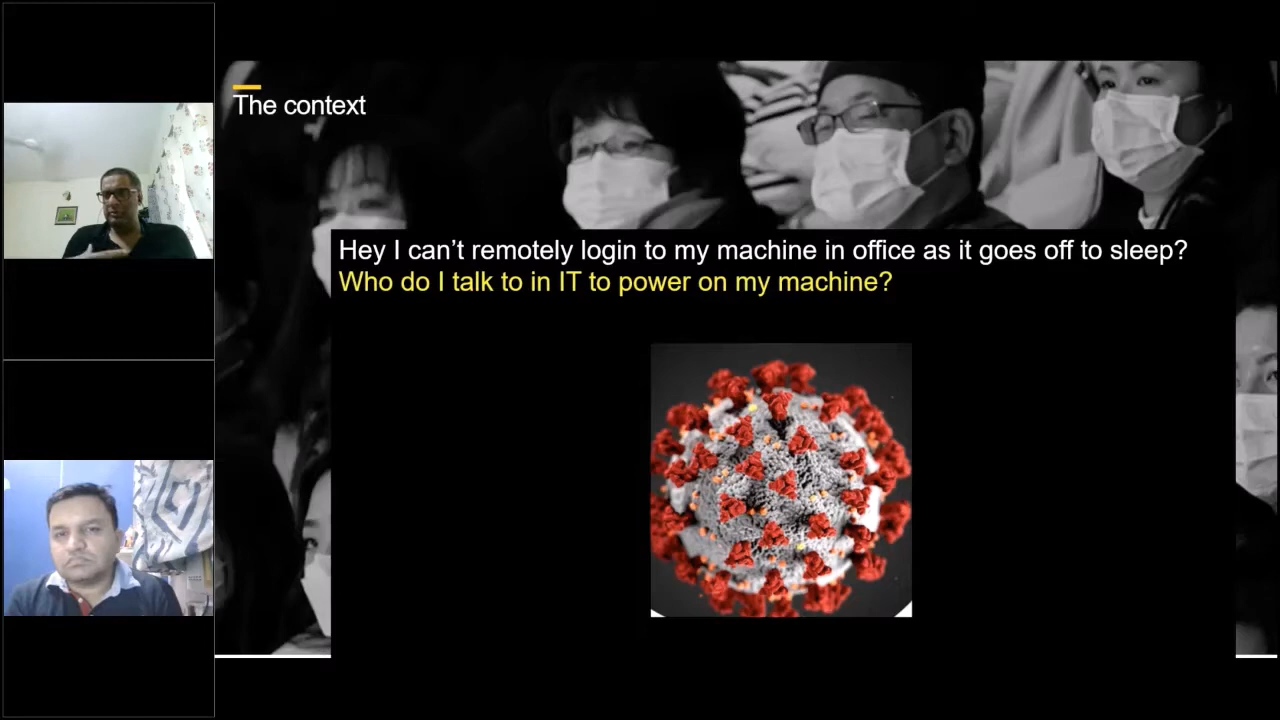 The context
Hey I can’t remotely login to my machine in office as it goes off to sleep?
Who do I talk to in IT to power on my machine?